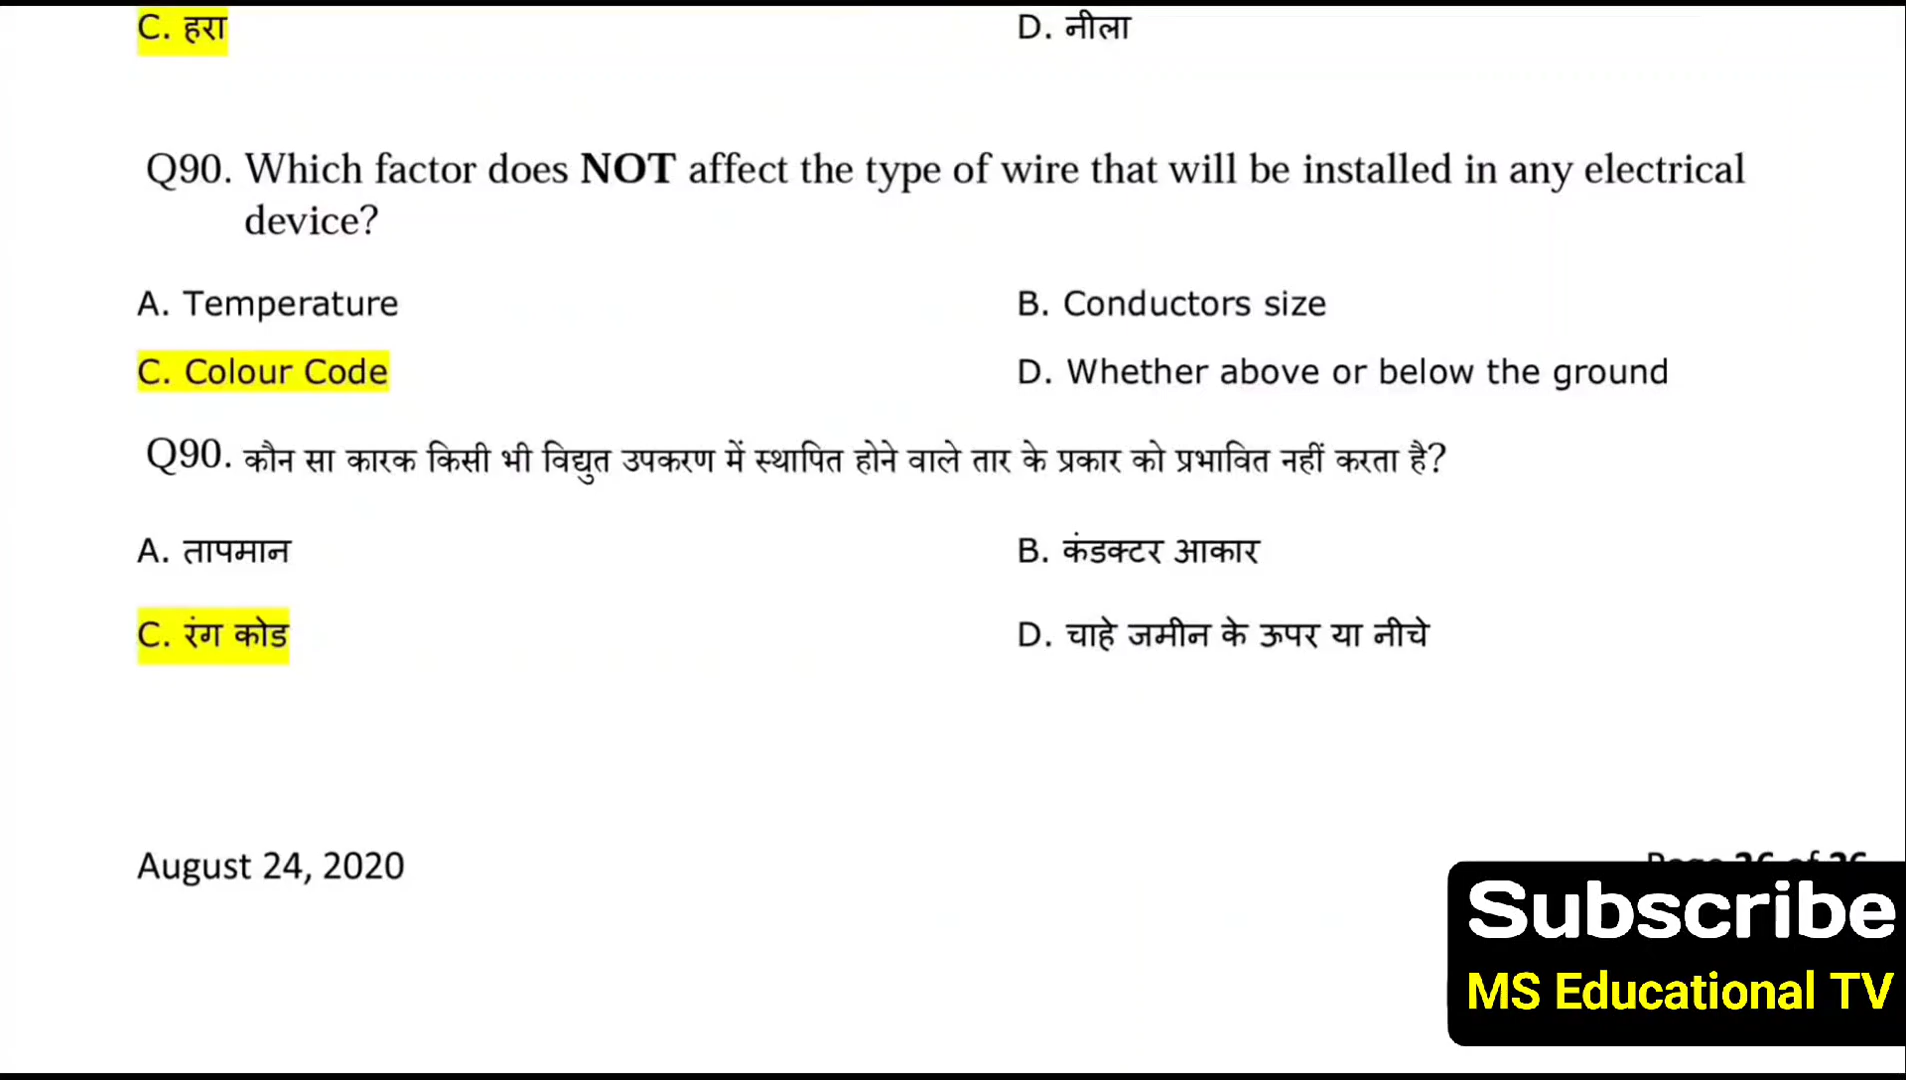 C. हरा D. नीला
Q90. Which factor does NOT affect the type of wire that will be installed in any electrical
device?
A. Temperature B. Conductors size
C. Colour Code D. Whether above or below the ground
Q90. कौन सा कारक किसी भी विद्युत उपकरण में स्थापित होने वाले तार के प्रकार को प्रभावित नहीं करता है?
A. तापमान B. कंडक्टर आकार
C. रंग कोड D. चाहे जमीन के ऊपर या नीचे
August 24, 2020
Subscribe
MS Educational TV